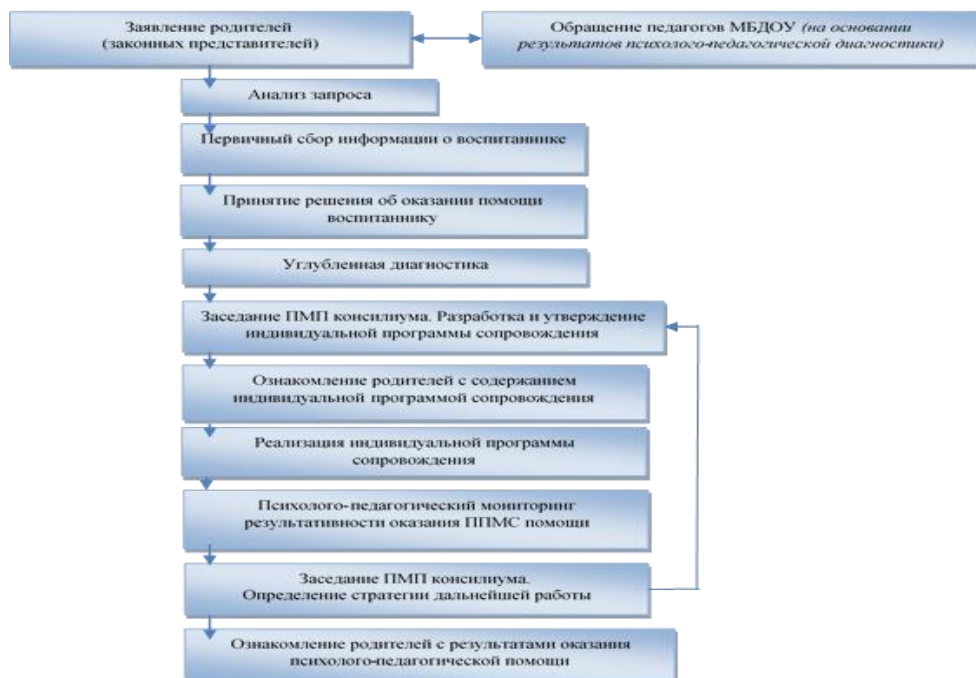 Заявление родителей
(законных представителей)
Обращение педагогов МБДОУ (на основании
результатов психолого-педагогической диагностики)
Анализ запроса
Первичный сбор информации о воспитаннике
Принятие решения об оказании помощи
воспитаннику
Углубленная диагностика
Заседание ПМП консилиума. Разработка и утверждение
индивидуальной программы сопровождения
Ознакомление родителей с содержанием
индивидуальной программой сопровождения
Реализация индивидуальной программы
сопровождения
Психолого-педагогический мониторинг
результативности оказания ППМС помощи
Заседание ПМП консилиума.
Определение стратегии дальнейшей работы
Ознакомление родителей с результатами оказания
психолого-педагогической помощи